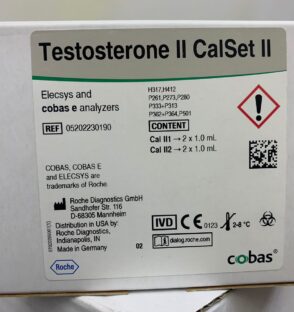 Testosterone II CalSet II
Elecsys and
cobas e analyzers
REF 05202230190
H317,H412
P261,P273,P280
P333+P313
P362+P364,P501
CONTENT
Cal II1 → 2 x 1.0 mL
Cal II2 → 2 x 1.0 mL
COBAS, COBAS E
and ELECSYS are
trademarks of Roche
Roche Diagnostics GmbH
Sandhofer Str. 116
D-68305 Mannheim
Distribution in USA by:
Roche Diagnostics,
Indianapolis, IN
Made in Germany
02
Roche
IVD CE 0123 2-8 °C
dialog.roche.com
cobas®